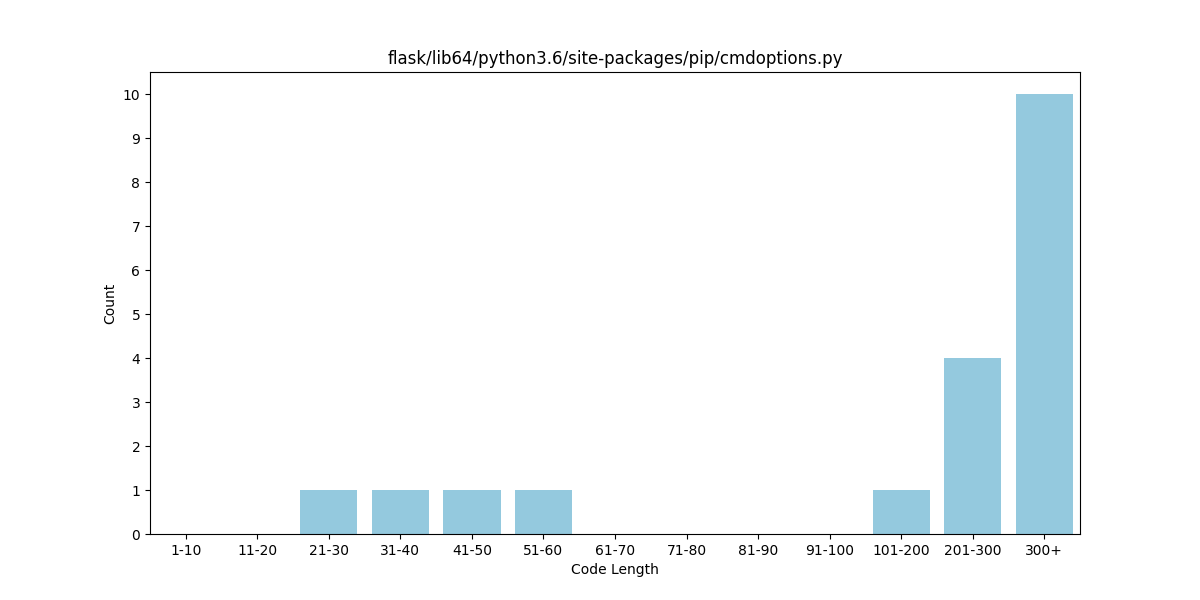 flask/lib64/python3.6/site-packages/pip/cmdoptions.py
10
9
8
7
6
5
4
3
2
1
0
Count
1-10 11-20 21-30 31-40 41-50 51-60 61-70 71-80 81-90 91-100 101-200 201-300 300+
Code Length